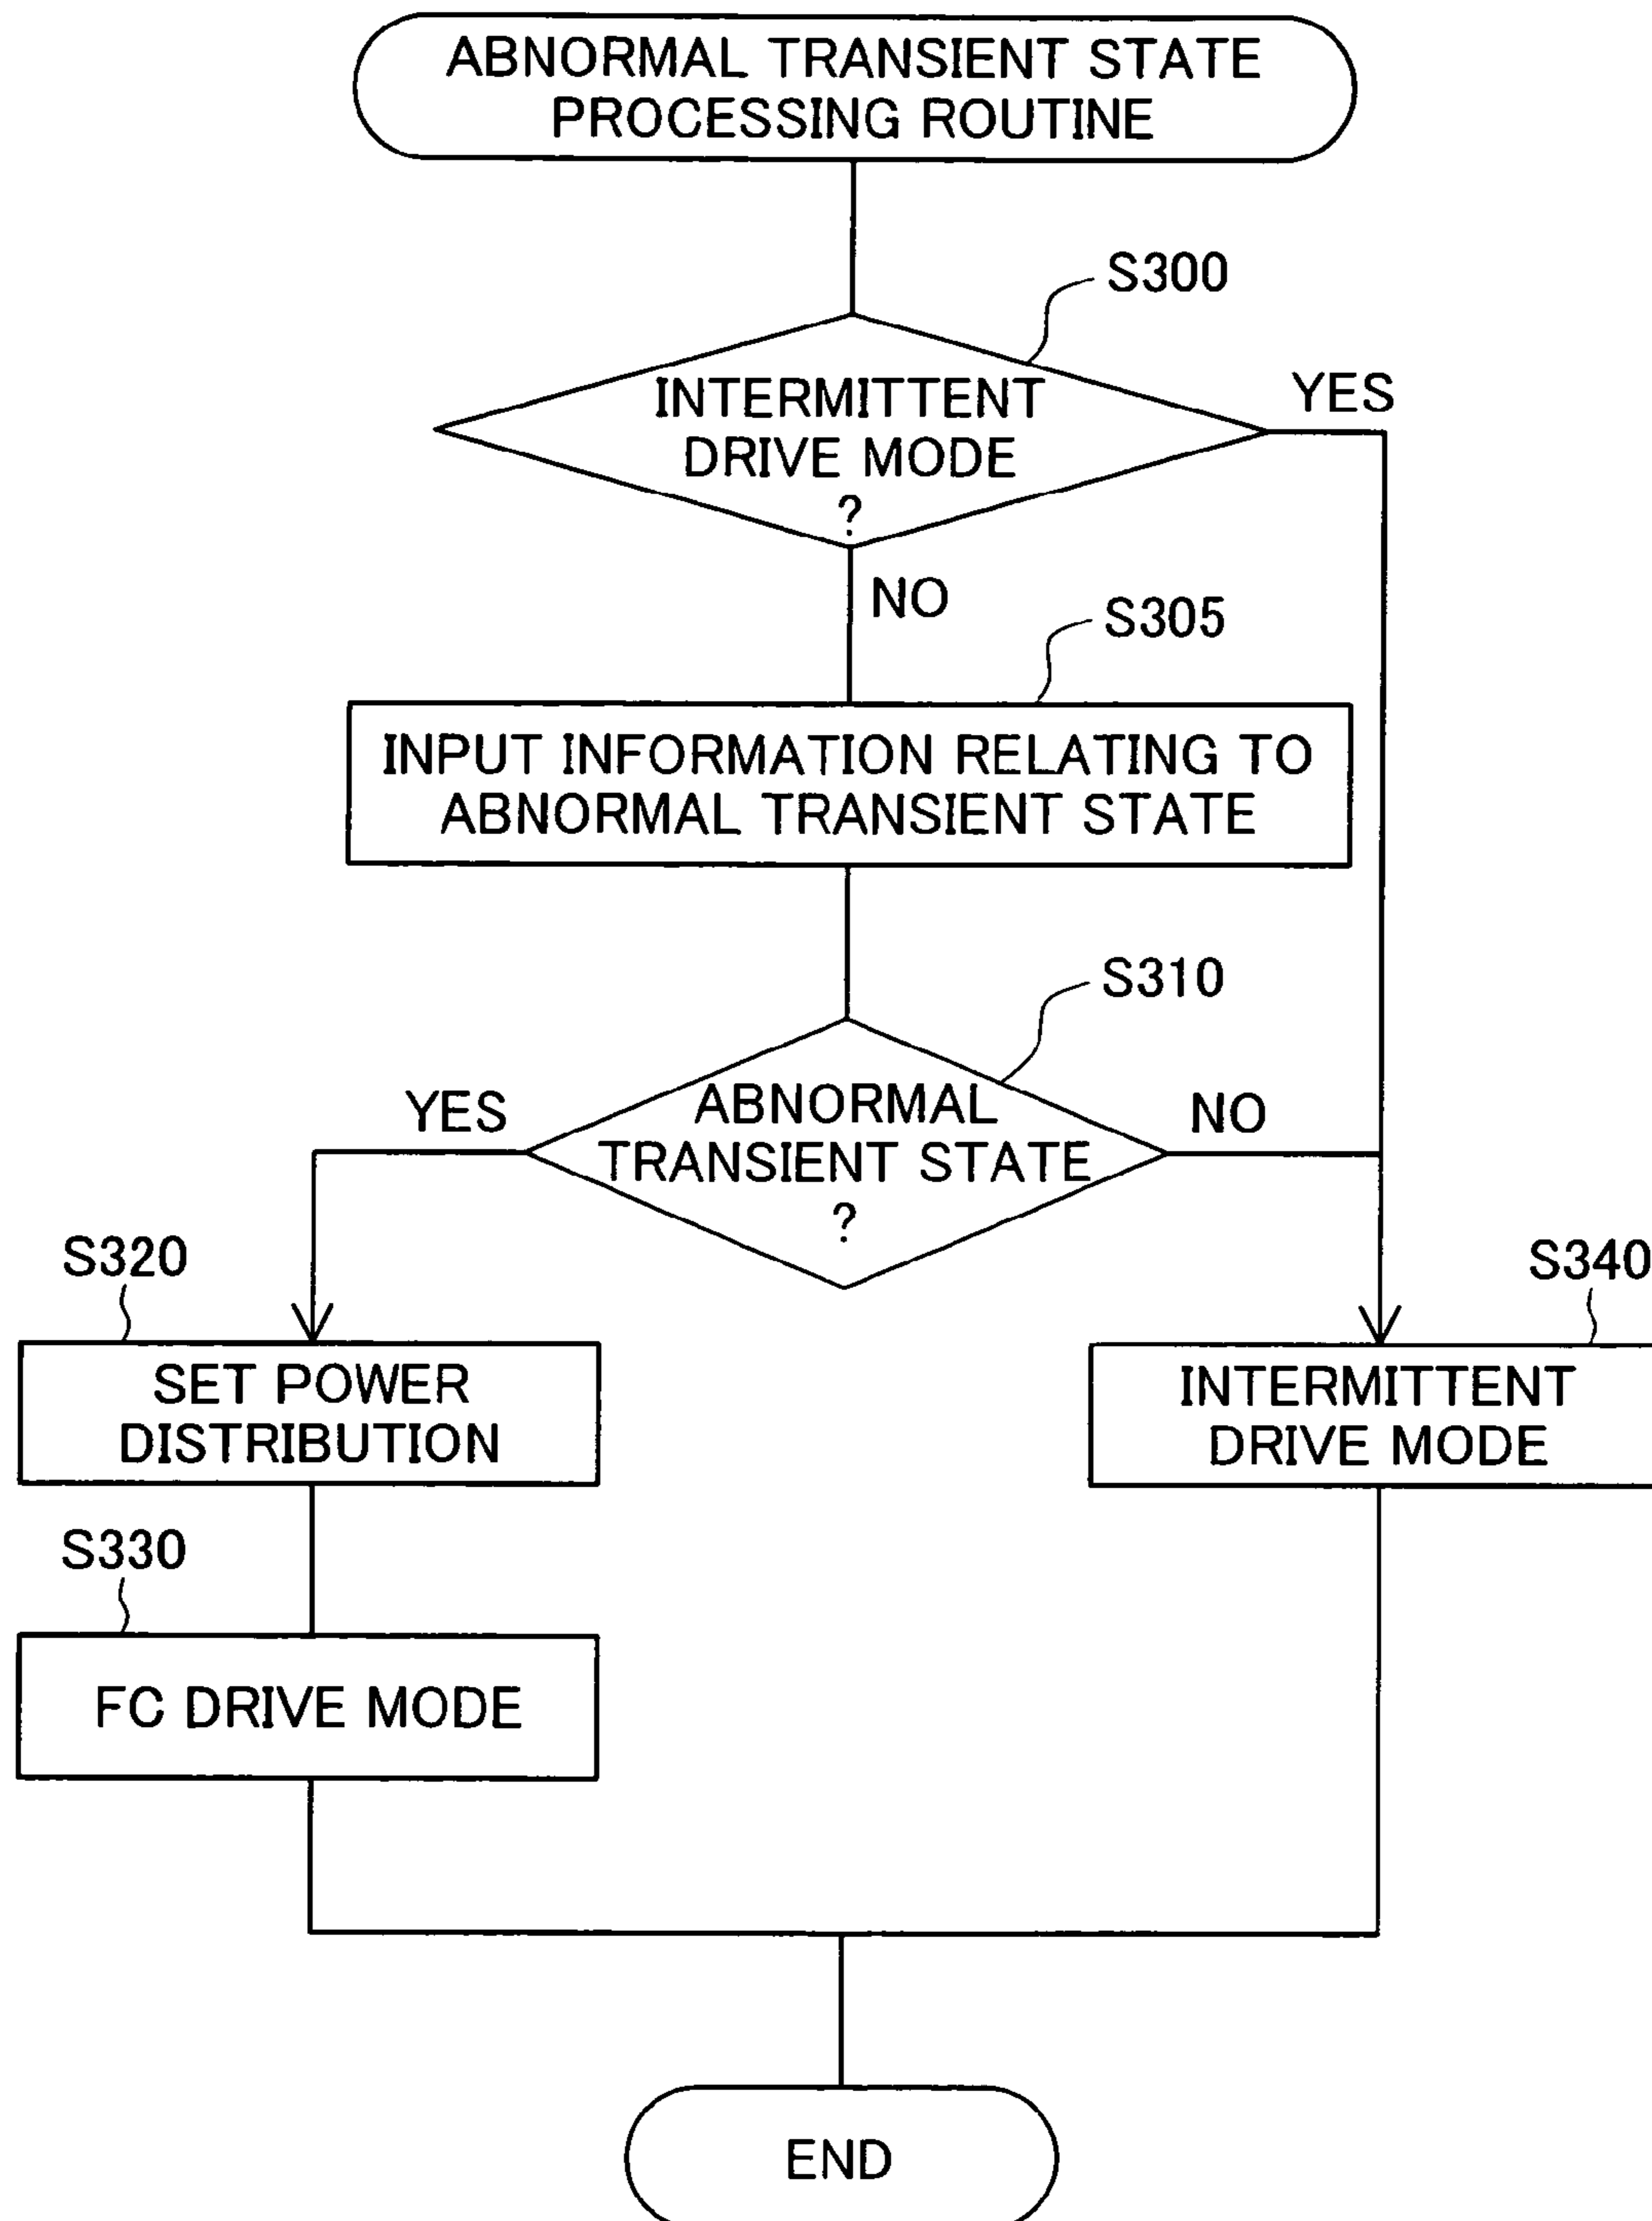 ABNORMAL TRANSIENT STATE
PROCESSING ROUTINE
S300
INTERMITTENT
DRIVE MODE
?
YES
NO
S305
INPUT INFORMATION RELATING TO
ABNORMAL TRANSIENT STATE
S310
ABNORMAL
TRANSIENT STATE
?
YES
NO
S320
SET POWER
DISTRIBUTION
S340
INTERMITTENT
DRIVE MODE
S330
FC DRIVE MODE
END